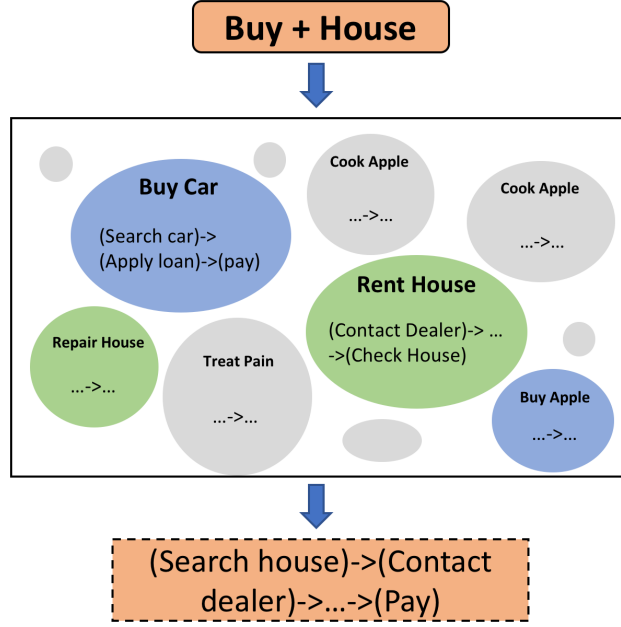 Buy + House
Buy Car
(Search car)->
(Apply loan)->(pay)
Cook Apple
...->...
Cook Apple
...->...
Rent House
(Contact Dealer)-> ...
->(Check House)
Repair House
...->...
Treat Pain
...->...
Buy Apple
...->...
(Search house)->(Contact
dealer)->...->(Pay)